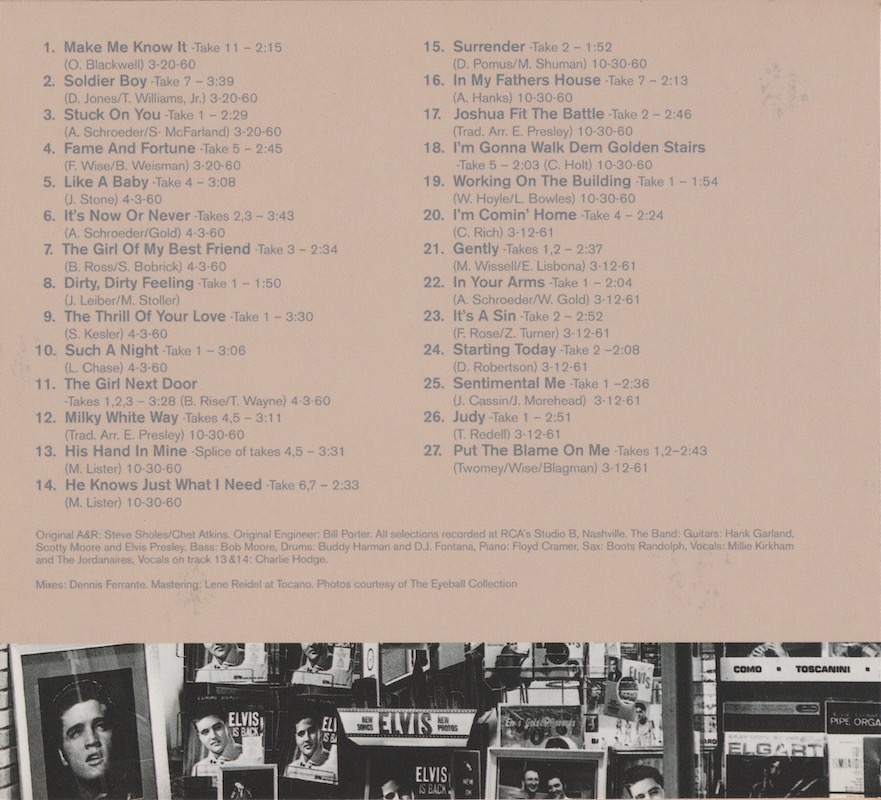 1. Make Me Know It -Take 11 – 2:15
(O. Blackwell) 3-20-60
2. Soldier Boy -Take 7 – 3:39
(D. Jones/T. Williams, Jr.) 3-20-60
3. Stuck On You -Take 1 – 2:29
(A. Schroeder/S- McFarland) 3-20-60
4. Fame And Fortune -Take 5 – 2:45
(F. Wise/B. Weisman) 3-20-60
5. Like A Baby -Take 4 – 3:08
(J. Stone) 4-3-60
6. It's Now Or Never -Takes 2,3 – 3:43
(A. Schroeder/Gold) 4-3-60
7. The Girl Of My Best Friend -Take 3 – 2:34
(B. Ross/S. Bobrick) 4-3-60
8. Dirty, Dirty Feeling -Take 1 – 1:50
(J. Leiber/M. Stoller)
9. The Thrill Of Your Love -Take 1 – 3:30
(S. Kesler) 4-3-60
10. Such A Night -Take 1 – 3:06
(L. Chase) 4-3-60
11. The Girl Next Door
-Takes 1,2,3 – 3:28 (B. Rise/T. Wayne) 4-3-60
12. Milky White Way -Takes 4,5 – 3:11
(Trad. Arr. E. Presley) 10-30-60
13. His Hand In Mine -Splice of takes 4,5 – 3:31
(M. Lister) 10-30-60
14. He Knows Just What I Need -Take 6,7 – 2:33
(M. Lister) 10-30-60
15. Surrender -Take 2 – 1:52
(D. Pomus/M. Shuman) 10-30-60
16. In My Fathers House -Take 7 – 2:13
(A. Hanks) 10-30-60
17. Joshua Fit The Battle -Take 2 – 2:46
(Trad. Arr. E. Presley) 10-30-60
18. I'm Gonna Walk Dem Golden Stairs
-Take 5 – 2:03 (C. Holt) 10-30-60
19. Working On The Building -Take 1 – 1:54
(W. Hoyle/L. Bowles) 10-30-60
20. I'm Comin' Home -Take 4 – 2:24
(C. Rich) 3-12-61
21. Gently -Takes 1,2 – 2:37
(M. Wissell/E. Lisbona) 3-12-61
22. In Your Arms -Take 1 – 2:04
(A. Schroeder/W. Gold) 3-12-61
23. It's A Sin -Take 2 – 2:52
(F. Rose/Z. Turner) 3-12-61
24. Starting Today -Take 2 –2:08
(D. Robertson) 3-12-61
25. Sentimental Me -Take 1 –2:36
(J. Cassin/J. Morehead) 3-12-61
26. Judy -Take 1 – 2:51
(T. Redell) 3-12-61
27. Put The Blame On Me -Takes 1,2–2:43
(Twomey/Wise/Blagman) 3-12-61
Original A&R: Steve Sholes/Chet Atkins. Original Engineer: Bill Porter. All selections recorded at RCA's Studio B, Nashville. The Band: Guitars: Hank Garland,
Scotty Moore and Elvis Presley, Bass: Bob Moore, Drums: Buddy Harman and D.J. Fontana, Piano: Floyd Cramer, Sax: Boots Randolph, Vocals: Millie Kirkham
and The Jordanaires, Vocals on track 13 &14: Charlie Hodge.
Mixes: Dennis Ferrante. Mastering: Lene Reidel at Tocano. Photos courtesy of The Eyeball Collection
COMO • TOSCANINI •
ELVIS
ELVIS
IS BACK
EL
IS B
NEW
SONGS
ELVIS
NEW
PHOTOS
Elvis' Golden Records
PIPE ORGA
ELGART
ELVIS
IS BACK
NEW
ON